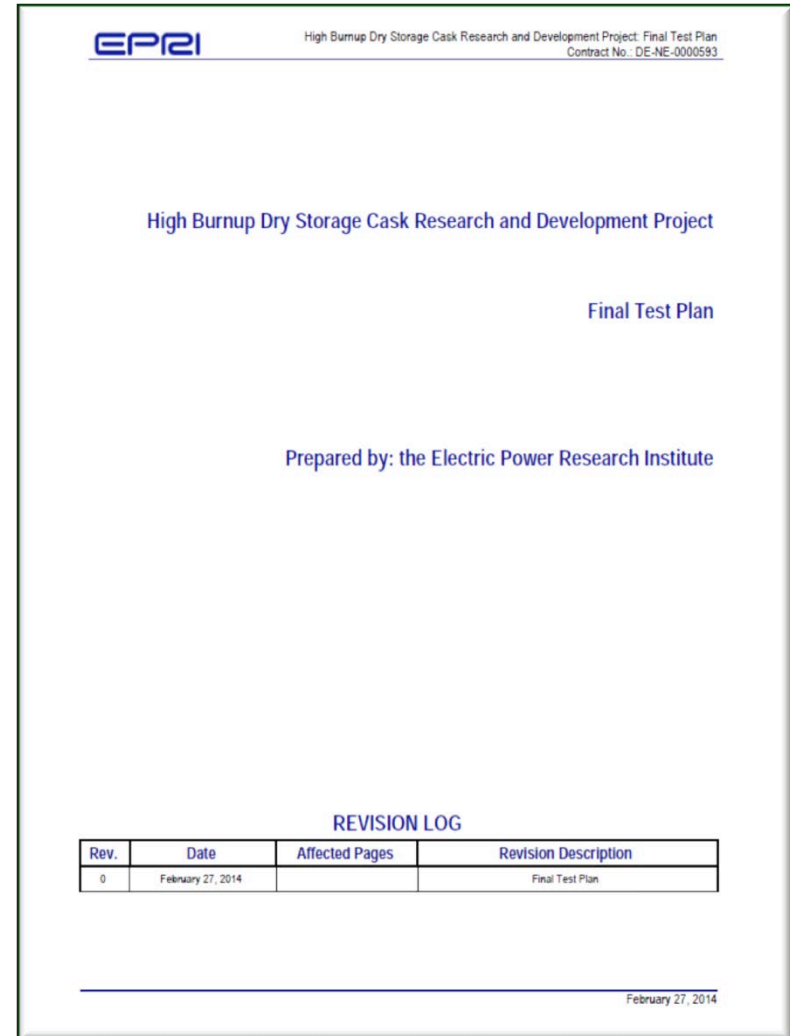 EPRI
High Burnup Dry Storage Cask Research and Development Project: Final Test Plan
Contract No.: DE-NE-0000593
High Burnup Dry Storage Cask Research and Development Project
Final Test Plan
Prepared by: the Electric Power Research Institute
REVISION LOG
Rev. Date Affected Pages Revision Description
0 February 27, 2014 Final Test Plan
February 27, 2014